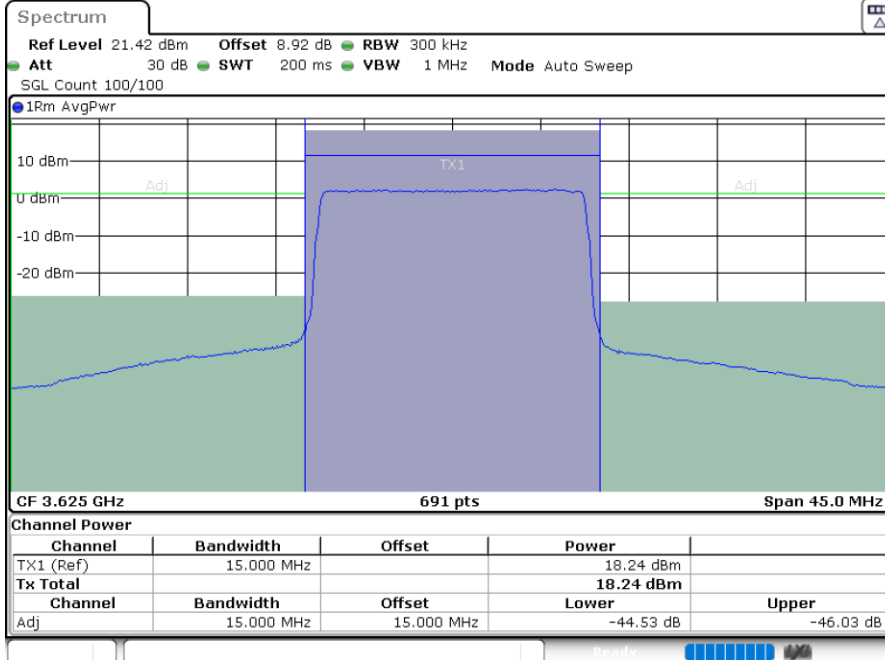 Spectrum
Ref Level 21.42 dBm Offset 8.92 dB RBW 300 kHz
Att 30 dB SWT 200 ms VBW 1 MHz Mode Auto Sweep
SGL Count 100/100
1Rm AvgPwr
10 dBm
TX1
Adj Adj
0 dBm
-10 dBm
-20 dBm
CF 3.625 GHz 691 pts Span 45.0 MHz
Channel Power
Channel Bandwidth Offset Power
TX1 (Ref) 15.000 MHz 18.24 dBm
Tx Total 18.24 dBm
Channel Bandwidth Offset Lower Upper
Adj 15.000 MHz 15.000 MHz -44.53 dB -46.03 dB
Ready